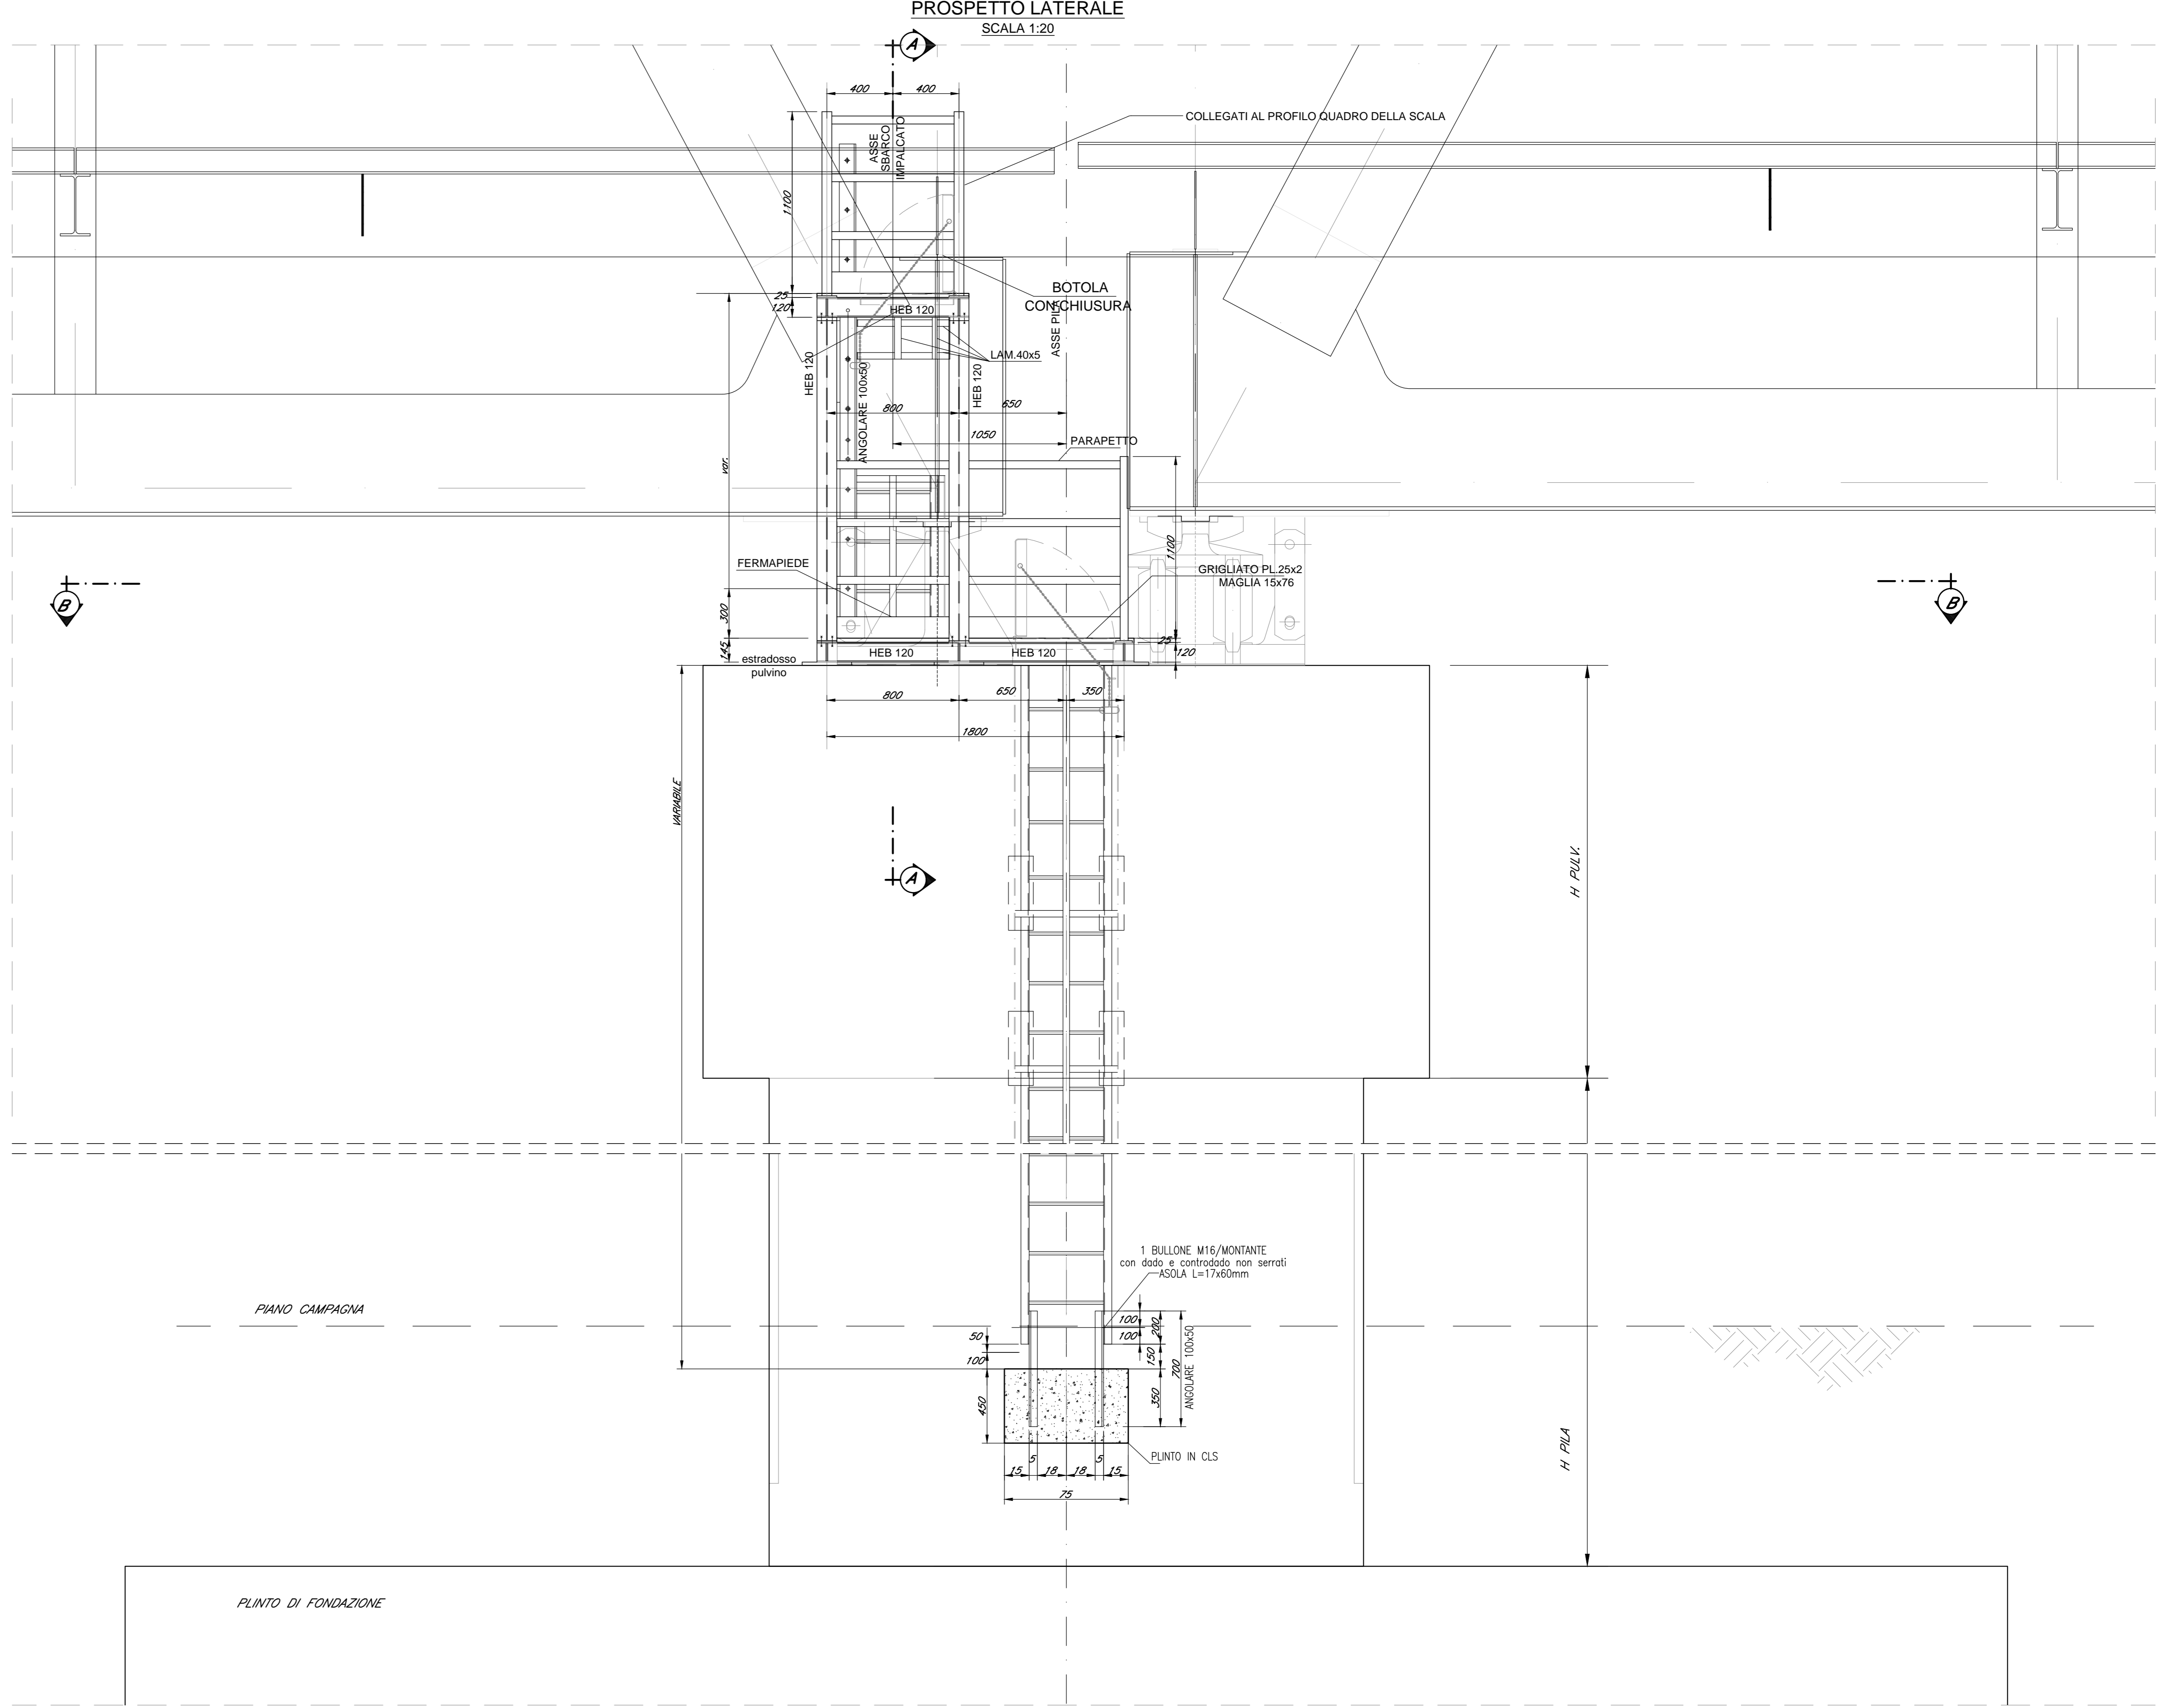 PROSPETTO LATERALE
SCALA 1:20
A
400
400
COLLEGATI AL PROFILO QUADRO DELLA SCALA
ASSE
SBARCO
IMPALCATO
1100
BOTOLA
CON CHIUSURA
25
120
HEB 120
ASSE PILA
LAM.40x5
HEB 120
ANGOLARE 100x50
HEB 120
800
650
1050
PARAPETTO
var.
1100
FERMAPIEDE
GRIGLIATO PL.25x2
MAGLIA 15x76
B
B
300
145
25
120
HEB 120
HEB 120
estradosso
pulvino
800
650
350
1800
VARIABILE
H PULV.
A
1 BULLONE M16/MONTANTE
con dado e controdado non serrati
ASOLA L=17x60mm
PIANO CAMPAGNA
50
100
100
100
200
150
700
ANGOLARE 100x50
450
350
H PILA
PLINTO IN CLS
15
5
18
18
5
15
75
PLINTO DI FONDAZIONE